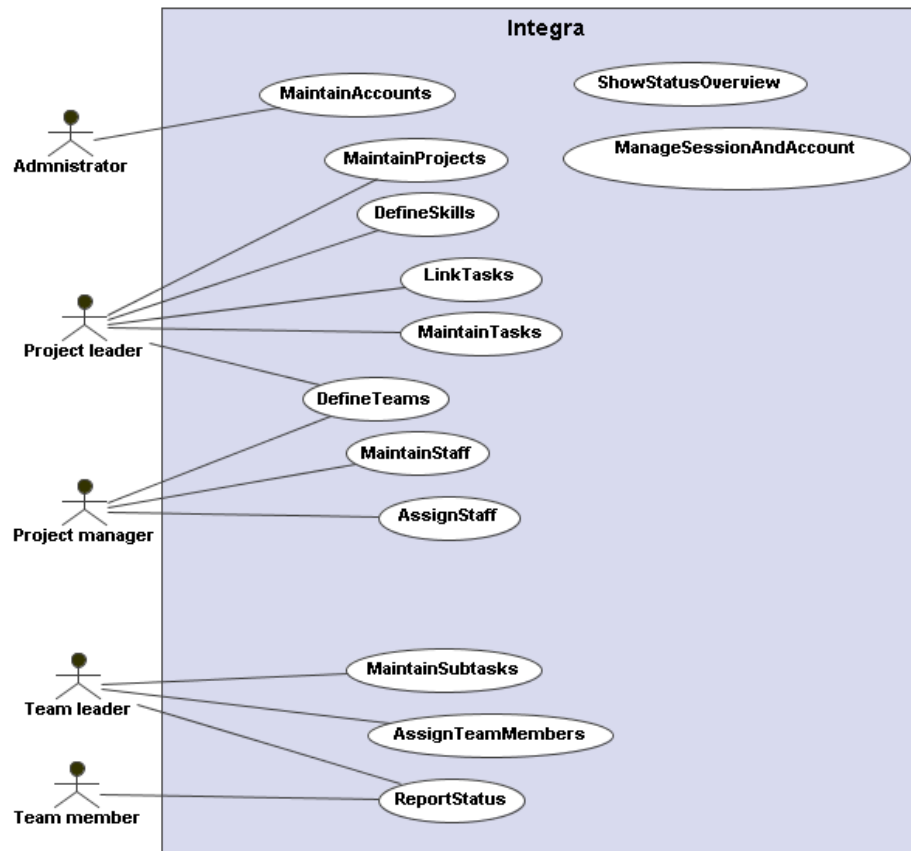 Integra
MaintainAccounts
ShowStatusOverview
Admnistrator
MaintainProjects
ManageSessionAndAccount
DefineSkills
LinkTasks
MaintainTasks
Project leader
DefineTeams
MaintainStaff
AssignStaff
Project manager
MaintainSubtasks
Team leader
AssignTeamMembers
ReportStatus
Team member